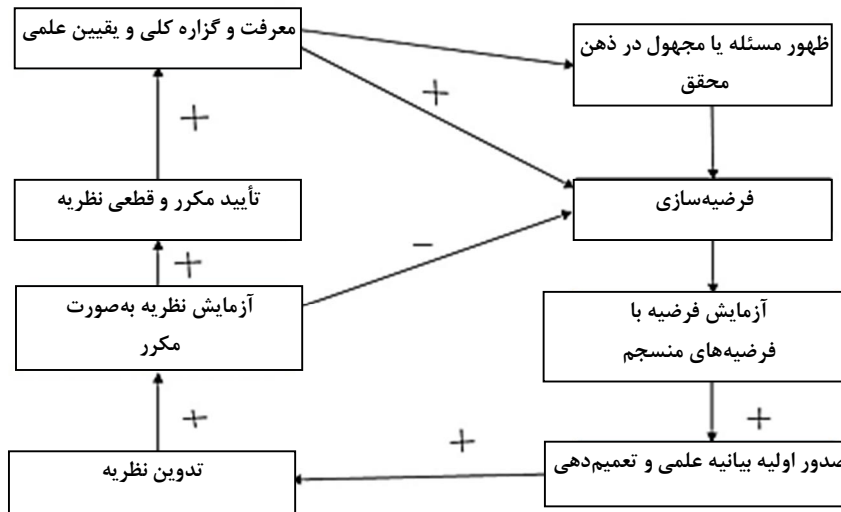 معرفت و گزاره کلی و یقیین علمی
ظهور مسئله یا مجهول در ذهن
محقق
+
+
تأیید مکرر و قطعی نظریه
فرضیه‌سازی
−
+
آزمایش نظریه به‌صورت
مکرر
آزمایش فرضیه با
فرضیه‌های منسجم
+
+
+
تدوین نظریه
صدور اولیه بیانیه علمی و تعمیم‌دهی